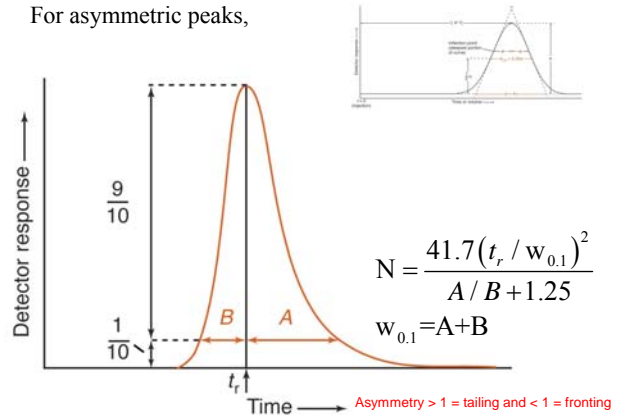 For asymmetric peaks,
Detector response
9
10
1
10
B
A
t_r
Time
N = 41.7(t_r / w_0.1)^2
A / B +1.25
w_0.1=A+B
Asymmetry > 1 = tailing and < 1 = fronting